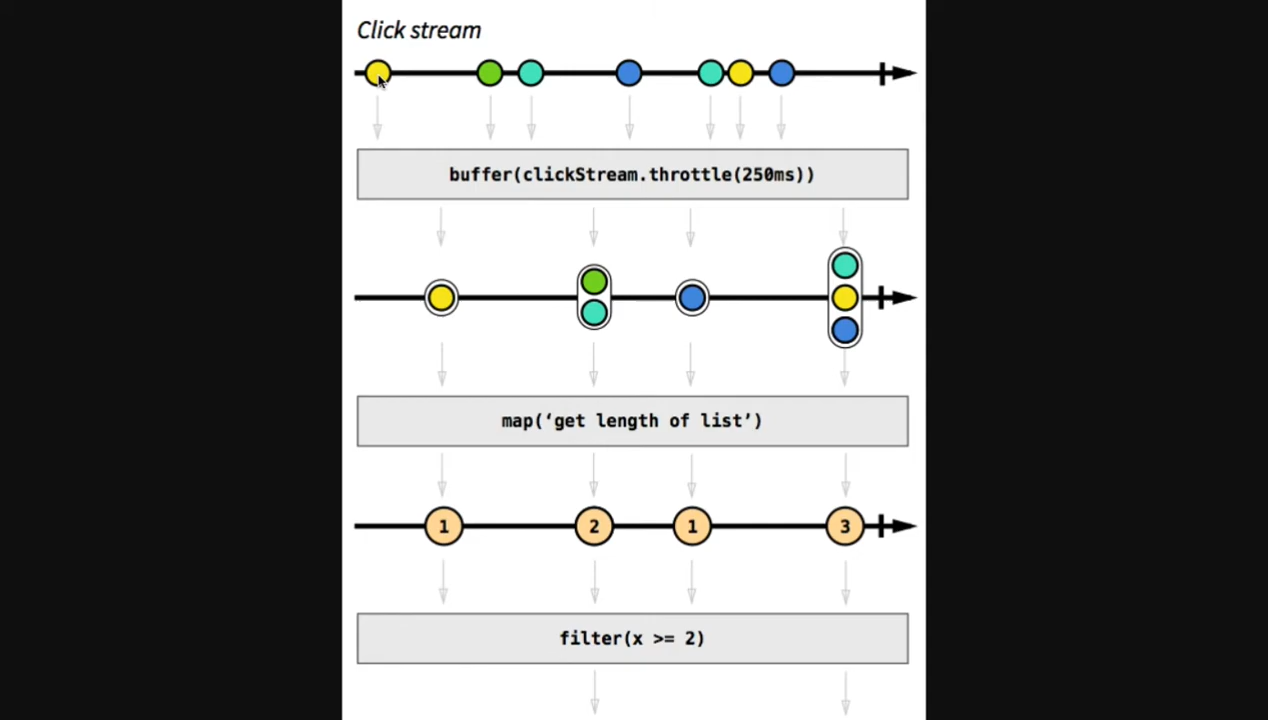 Click stream
buffer(clickStream.throttle(250ms))
map(‘get length of list’)
1 2 1 3
filter(x >= 2)